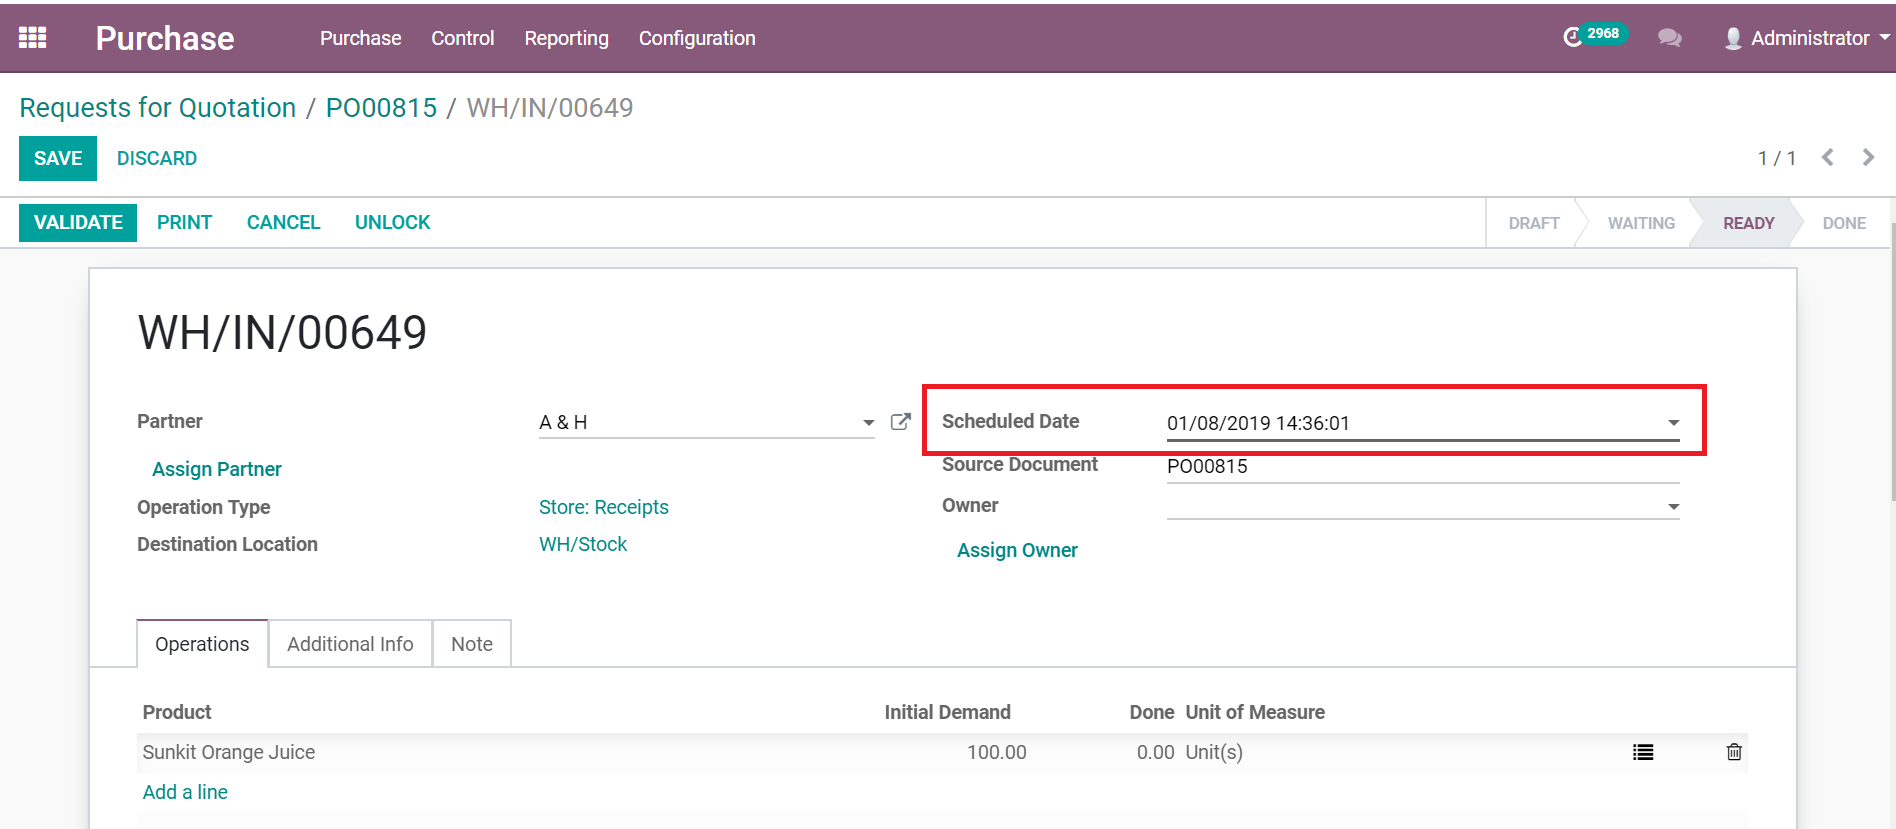 Purchase Purchase Control Reporting Configuration 2968 Administrator
Requests for Quotation / PO00815 / WH/IN/00649
SAVE DISCARD 1 / 1
VALIDATE PRINT CANCEL UNLOCK DRAFT WAITING READY DONE
WH/IN/00649
Partner A & H Scheduled Date 01/08/2019 14:36:01
Assign Partner Source Document PO00815
Operation Type Store: Receipts Owner
Destination Location WH/Stock Assign Owner
Operations Additional Info Note
Product Initial Demand Done Unit of Measure
Sunkit Orange Juice 100.00 0.00 Unit(s)
Add a line